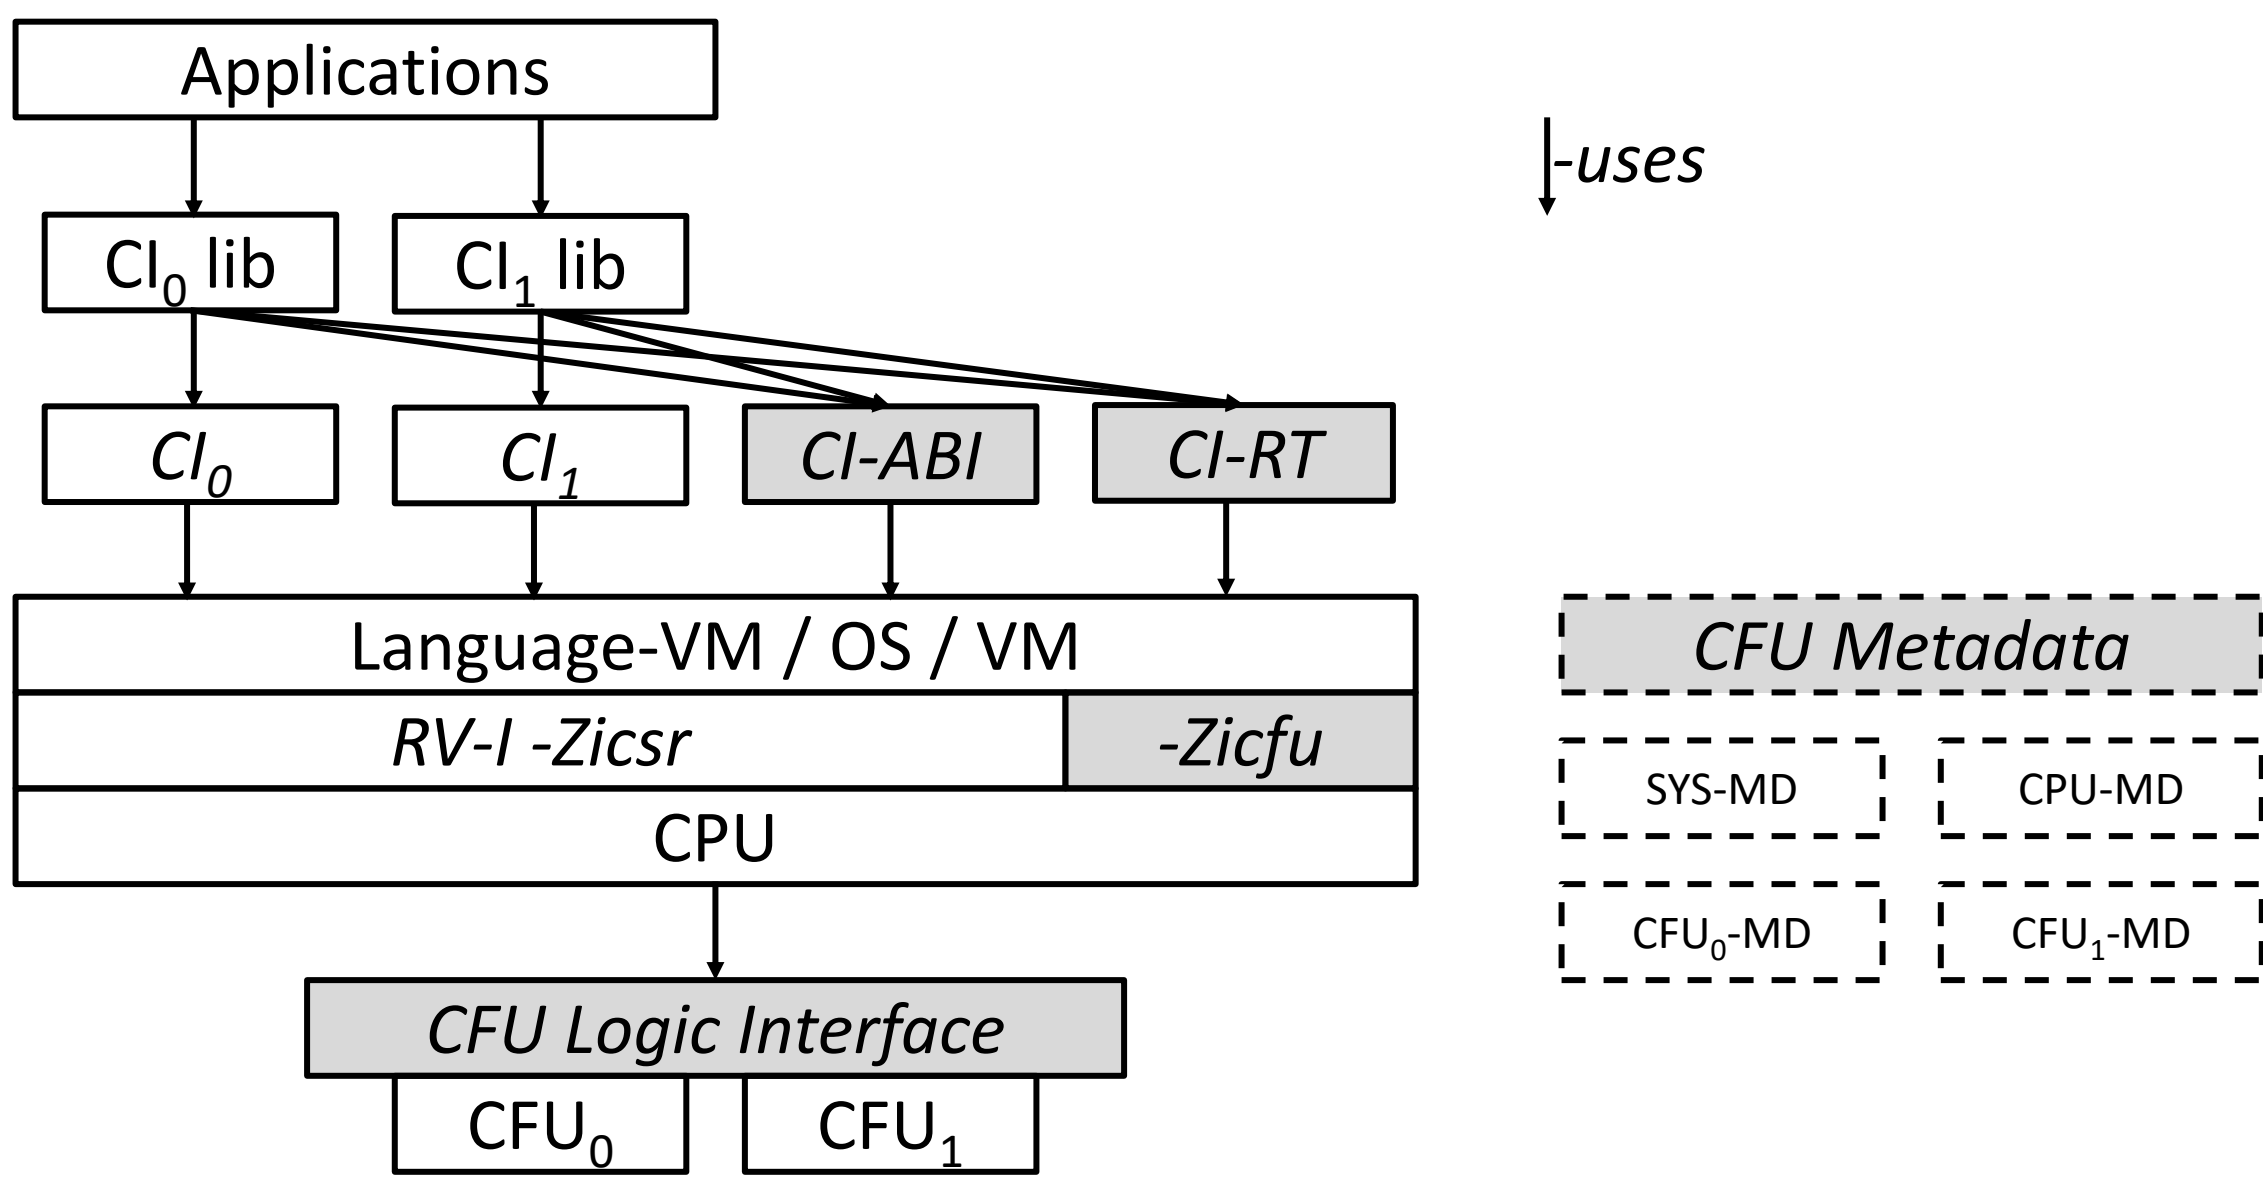 Applications
-uses
CI₀ lib
CI₁ lib
CI₀
CI₁
CI-ABI
CI-RT
Language-VM / OS / VM
CFU Metadata
RV-I -Zicsr
-Zicfu
SYS-MD
CPU-MD
CPU
CFU₀-MD
CFU₁-MD
CFU Logic Interface
CFU₀
CFU₁